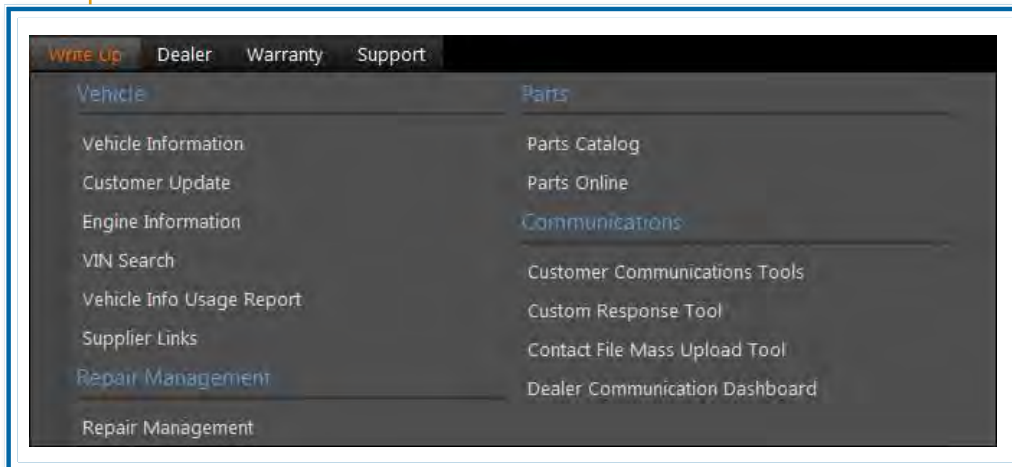 Write Up Dealer Warranty Support
Vehicle
Vehicle Information
Customer Update
Engine Information
VIN Search
Vehicle Info Usage Report
Supplier Links
Repair Management
Repair Management
Parts
Parts Catalog
Parts Online
Communications
Customer Communications Tools
Custom Response Tool
Contact File Mass Upload Tool
Dealer Communication Dashboard